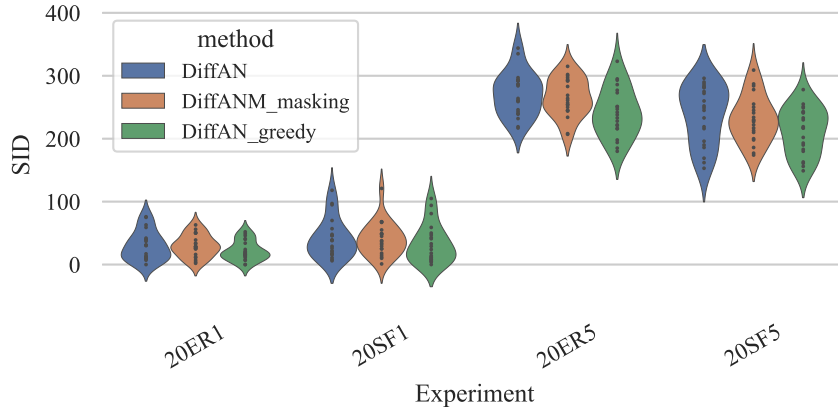 400
300
200
100
0
SID
method
DiffAN
DiffANM_masking
DiffAN_greedy
20ER1
20SF1
20ER5
20SF5
Experiment